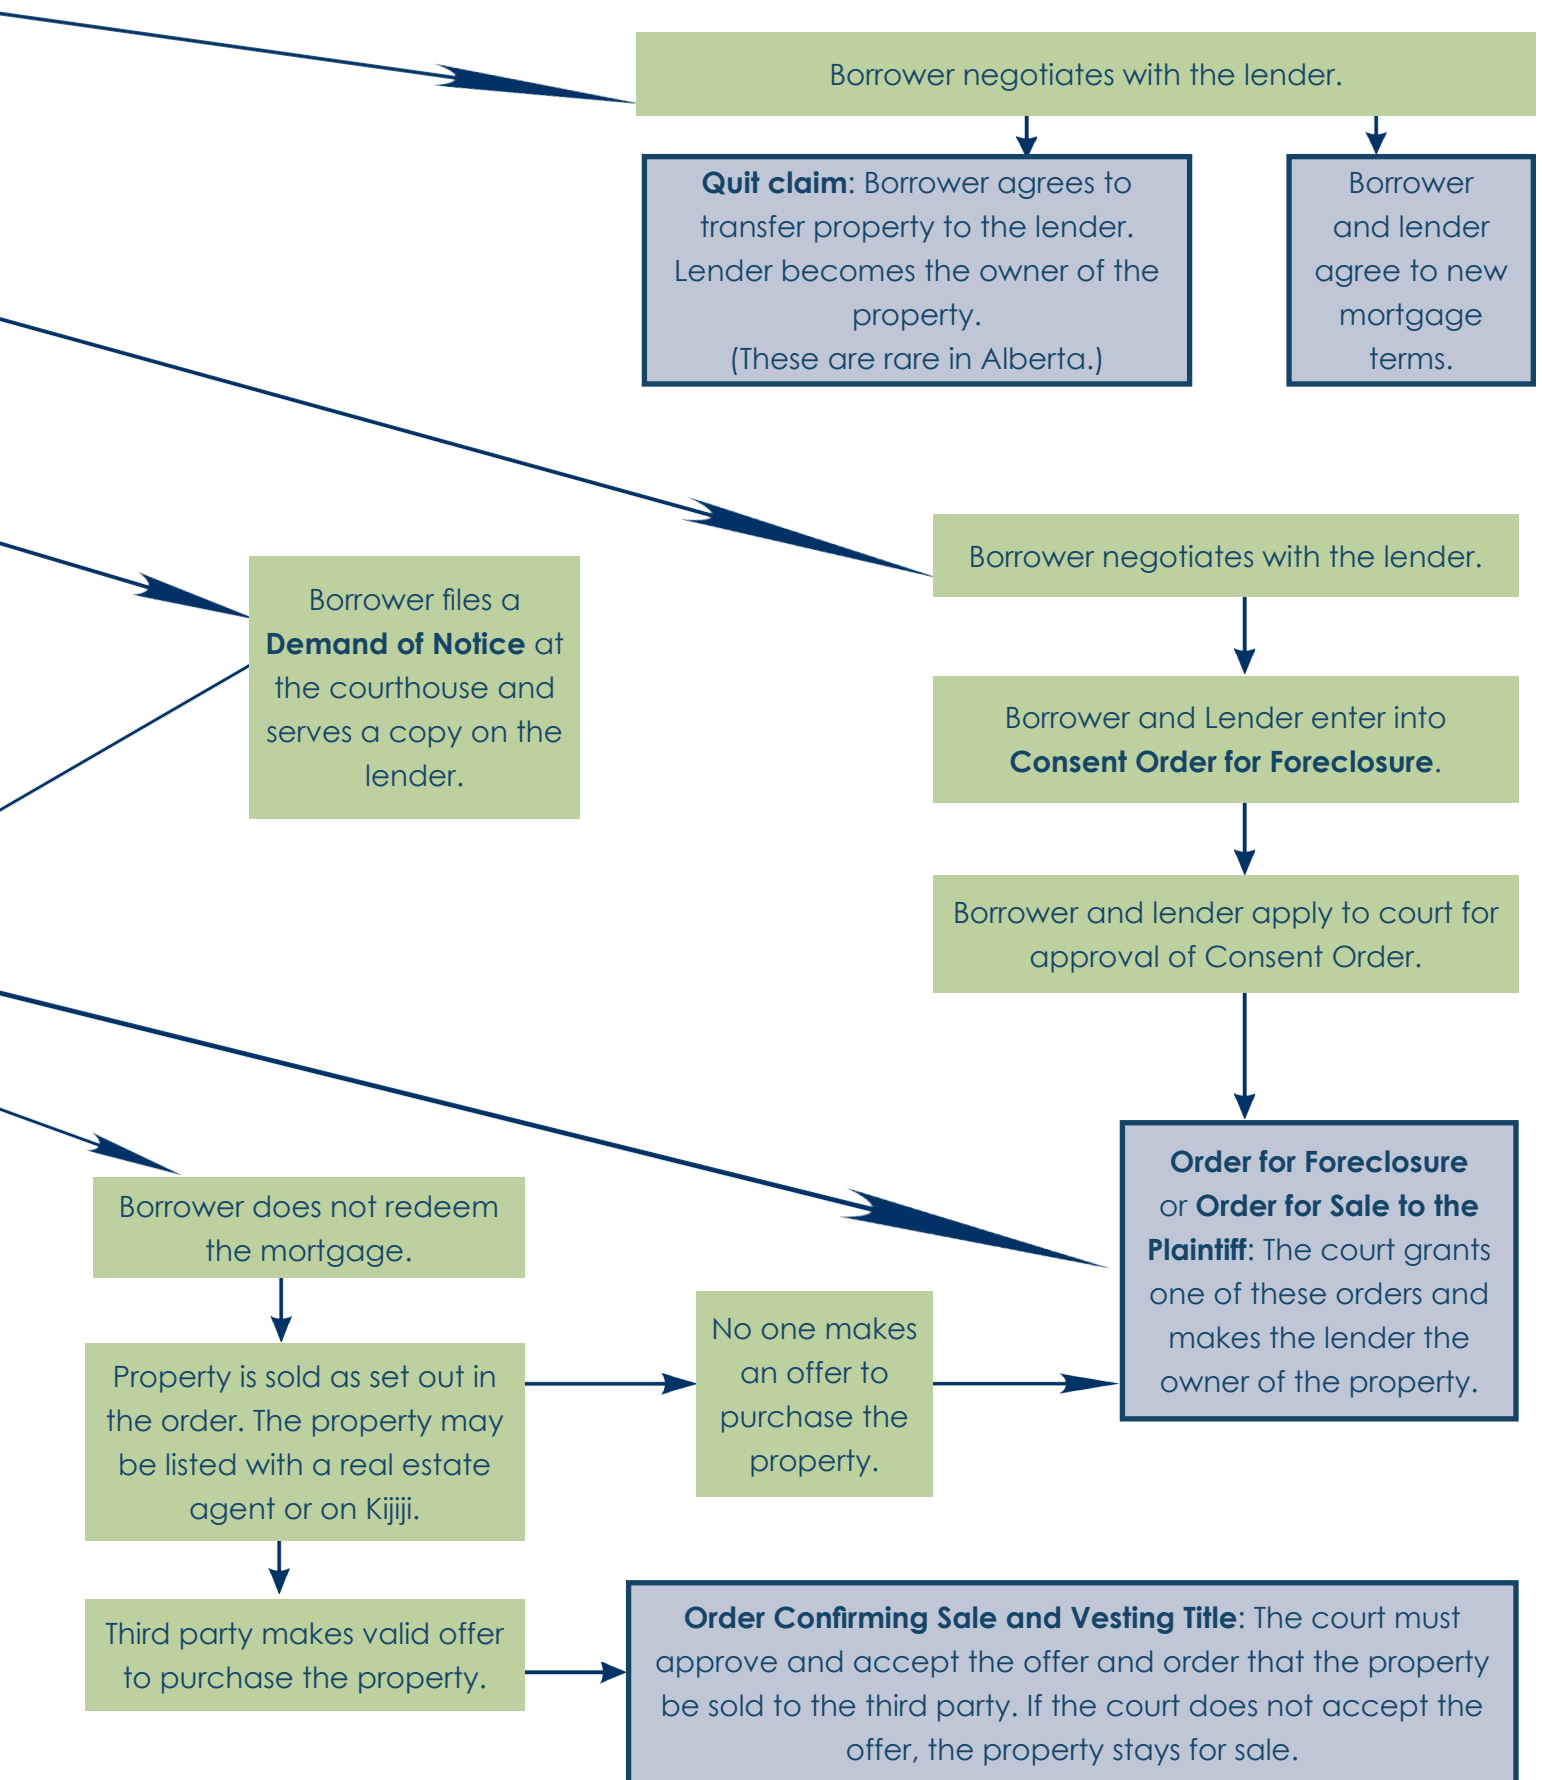 Borrower negotiates with the lender.
Quit claim: Borrower agrees to
transfer property to the lender.
Lender becomes the owner of the
property.
(These are rare in Alberta.)
Borrower
and lender
agree to new
mortgage
terms.
Borrower negotiates with the lender.
Borrower files a
Demand of Notice at
the courthouse and
serves a copy on the
lender.
Borrower and Lender enter into
Consent Order for Foreclosure.
Borrower and lender apply to court for
approval of Consent Order.
Order for Foreclosure
or Order for Sale to the
Plaintiff: The court grants
one of these orders and
makes the lender the
owner of the property.
Borrower does not redeem
the mortgage.
Property is sold as set out in
the order. The property may
be listed with a real estate
agent or on Kijiji.
No one makes
an offer to
purchase the
property.
Third party makes valid offer
to purchase the property.
Order Confirming Sale and Vesting Title: The court must
approve and accept the offer and order that the property
be sold to the third party. If the court does not accept the
offer, the property stays for sale.